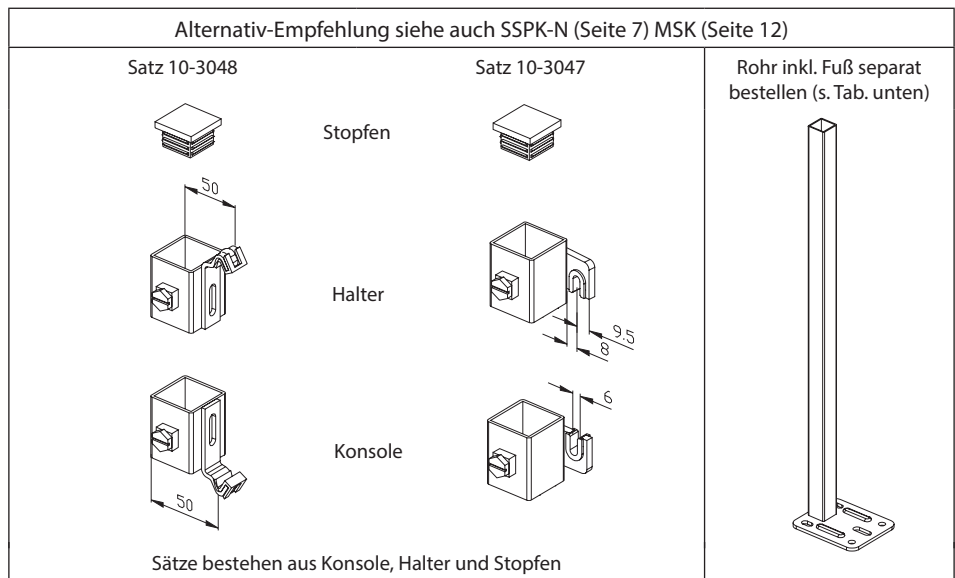 Alternativ-Empfehlung siehe auch SSPK-N (Seite 7) MSK (Seite 12)
Satz 10-3048
Satz 10-3047
Rohr inkl. Fuß separat
bestellen (s. Tab. unten)
Stopfen
50
Halter
9.5
8
6
Konsole
50
Sätze bestehen aus Konsole, Halter und Stopfen